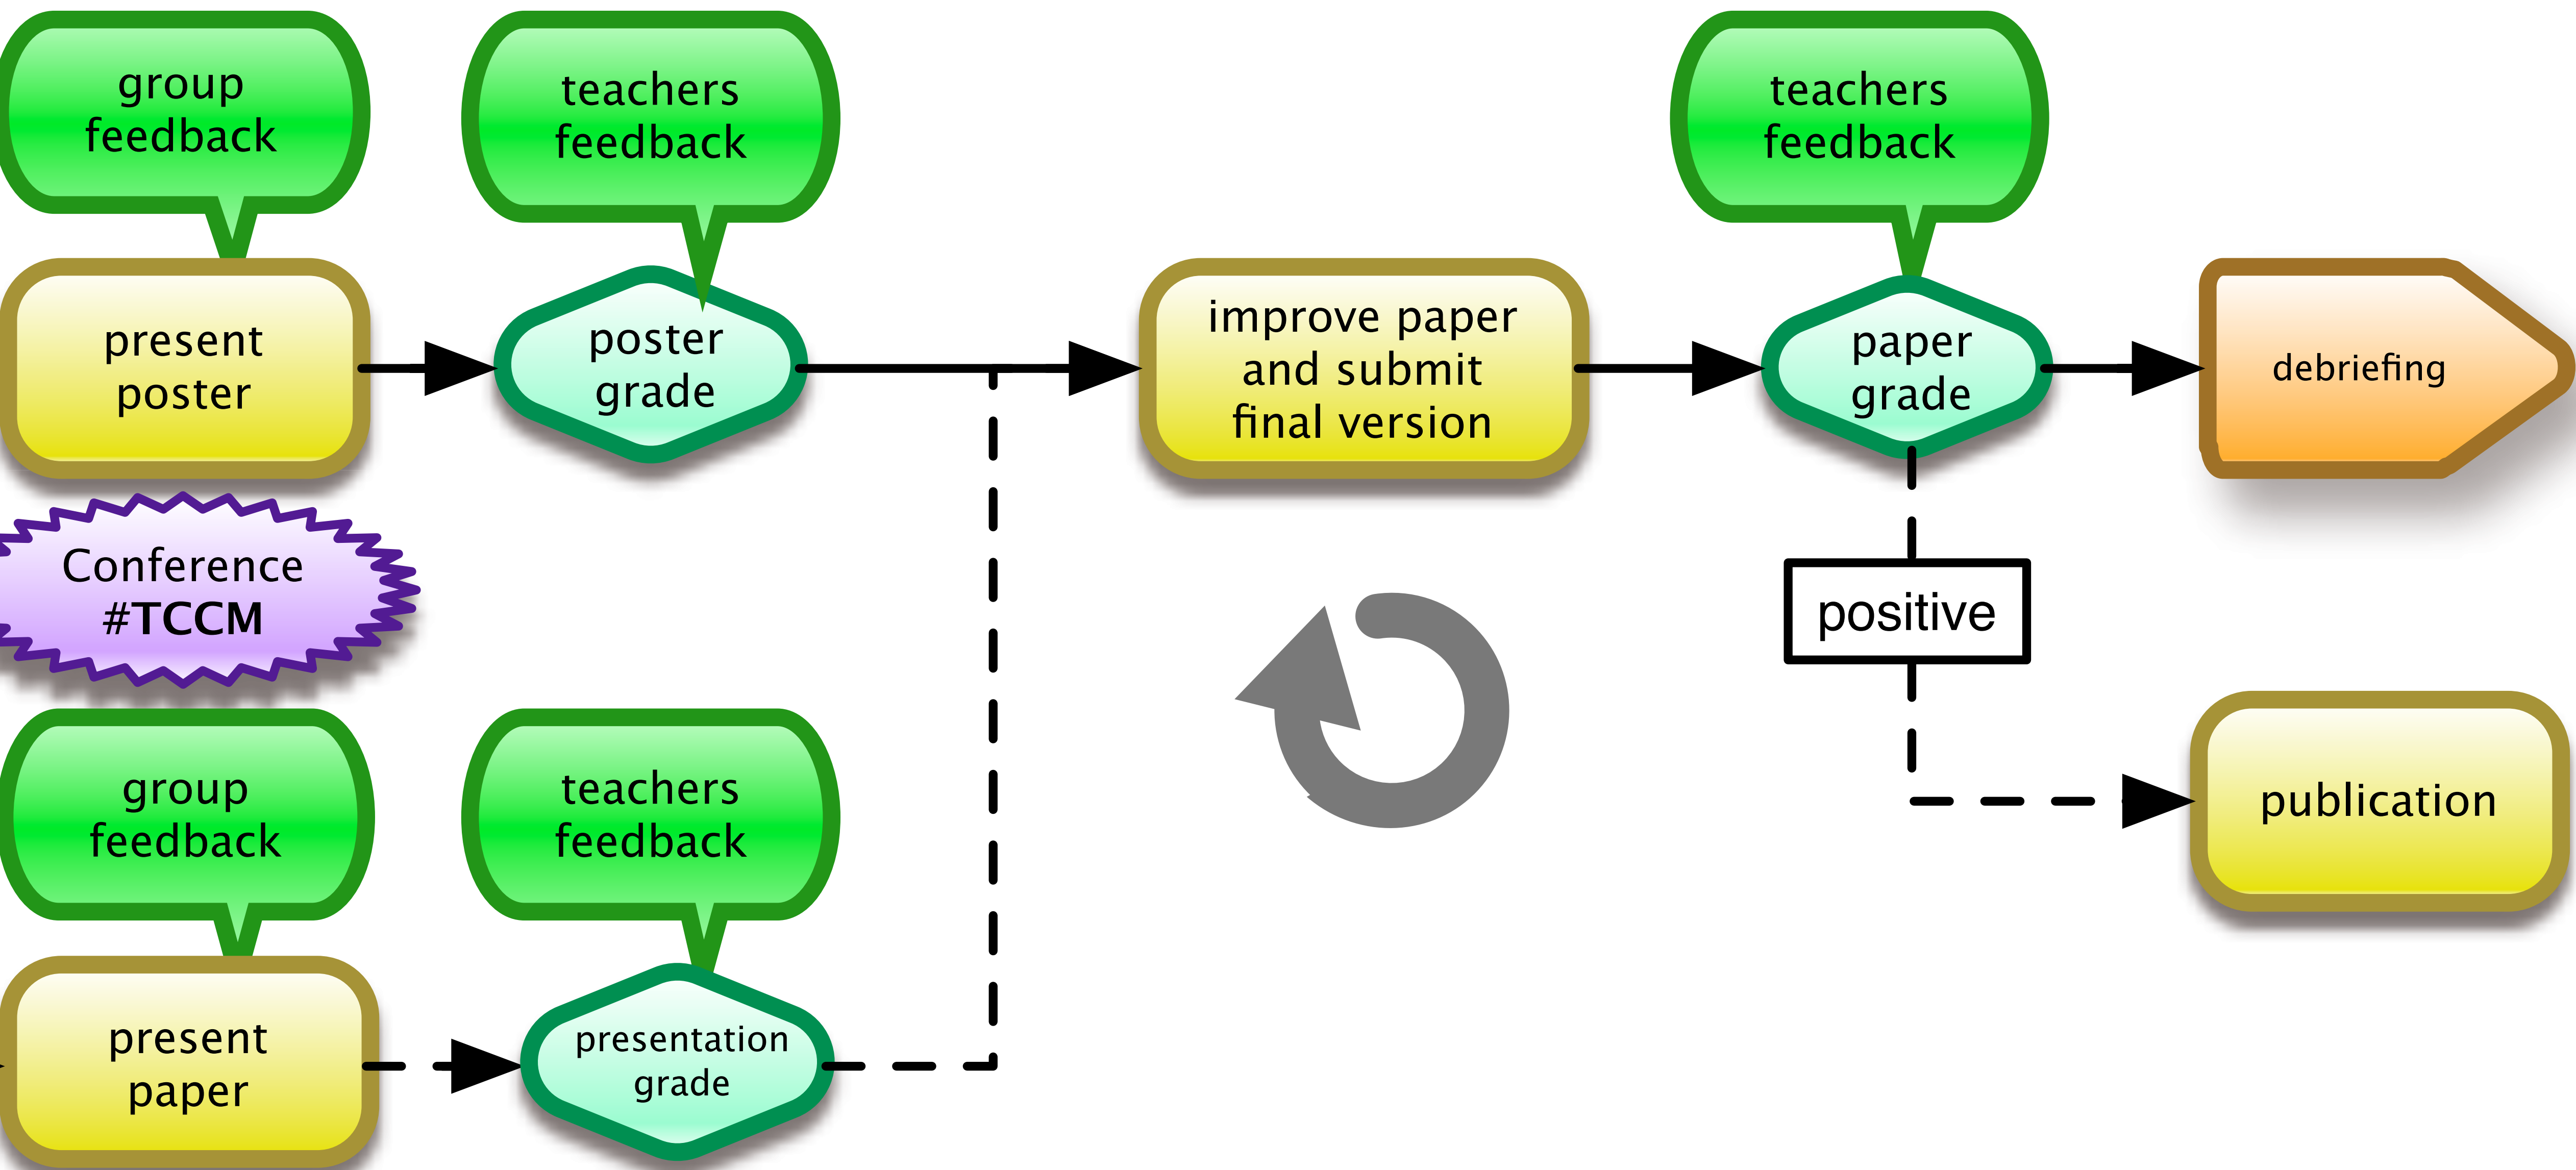 group
feedback
teachers
feedback
teachers
feedback
present
poster
poster
grade
improve paper
and submit
final version
paper
grade
debriefing
Conference
#TCCM
positive
group
feedback
teachers
feedback
publication
present
paper
presentation
grade